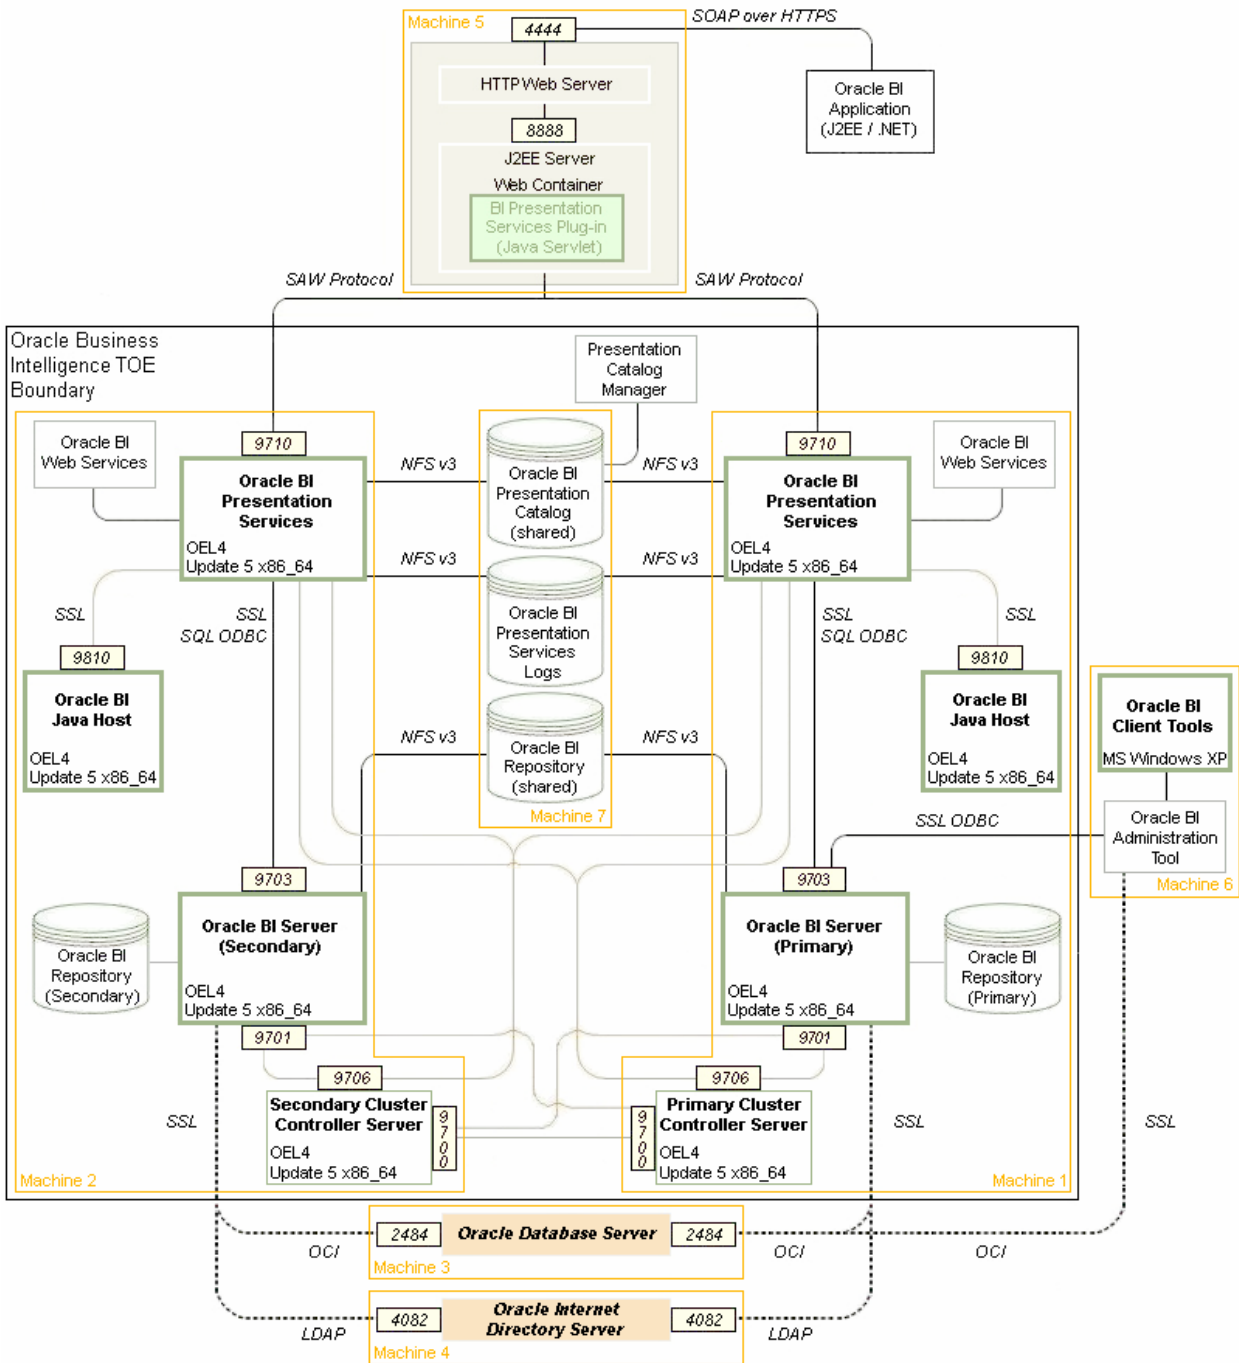 Machine 5
4444
SOAP over HTTPS
HTTP Web Server
Oracle BI
Application
(J2EE / .NET)
8888
J2EE Server
Web Container
BI Presentation
Services Plug-in
(Java Servlet)
SAW Protocol
SAW Protocol
Oracle Business
Intelligence TOE
Boundary
Presentation
Catalog
Manager
Oracle BI
Web Services
9710
Oracle BI
Presentation
Services
OEL4
Update 5 x86_64
NFS v3
Oracle BI
Presentation
Catalog
(shared)
NFS v3
9710
Oracle BI
Presentation
Services
OEL4
Update 5 x86_64
Oracle BI
Web Services
NFS v3
Oracle BI
Presentation
Services
Logs
NFS v3
SSL
SSL
SQL ODBC
SSL
SQL ODBC
SSL
9810
Oracle BI
Java Host
OEL4
Update 5 x86_64
9810
Oracle BI
Java Host
OEL4
Update 5 x86_64
Oracle BI
Client Tools
MS Windows XP
NFS v3
Oracle BI
Repository
(shared)
NFS v3
Machine 7
SSL ODBC
Oracle BI
Administration
Tool
Machine 6
9703
Oracle BI Server
(Secondary)
OEL4
Update 5 x86_64
9703
Oracle BI Server
(Primary)
OEL4
Update 5 x86_64
Oracle BI
Repository
(Secondary)
Oracle BI
Repository
(Primary)
9701
9701
9706
Secondary Cluster
Controller Server
OEL4
Update 5 x86_64
9
7
0
0
9
7
0
0
9706
Primary Cluster
Controller Server
OEL4
Update 5 x86_64
SSL
SSL
SSL
Machine 2
Machine 1
2484
Oracle Database Server
2484
OCI
OCI
OCI
Machine 3
4082
Oracle Internet
Directory Server
4082
LDAP
LDAP
Machine 4